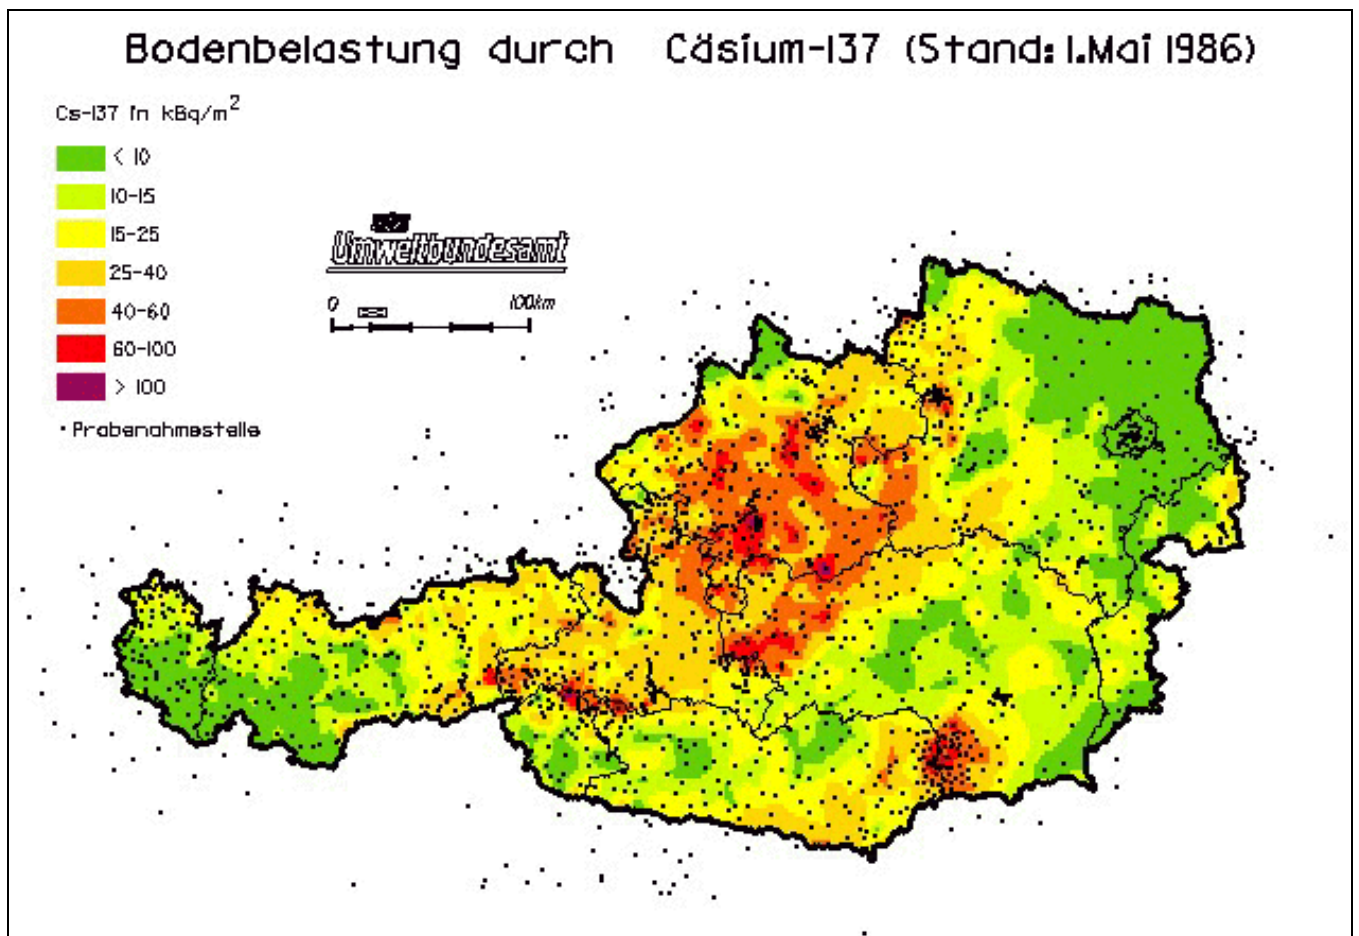 Bodenbelastung durch Cäsium-137 (Stand: 1.Mai 1986)
Cs-137 in kBq/m²
< 10
10-15
15-25
25-40
40-60
60-100
> 100
· Probenahmestelle
Umweltbundesamt
0 100km